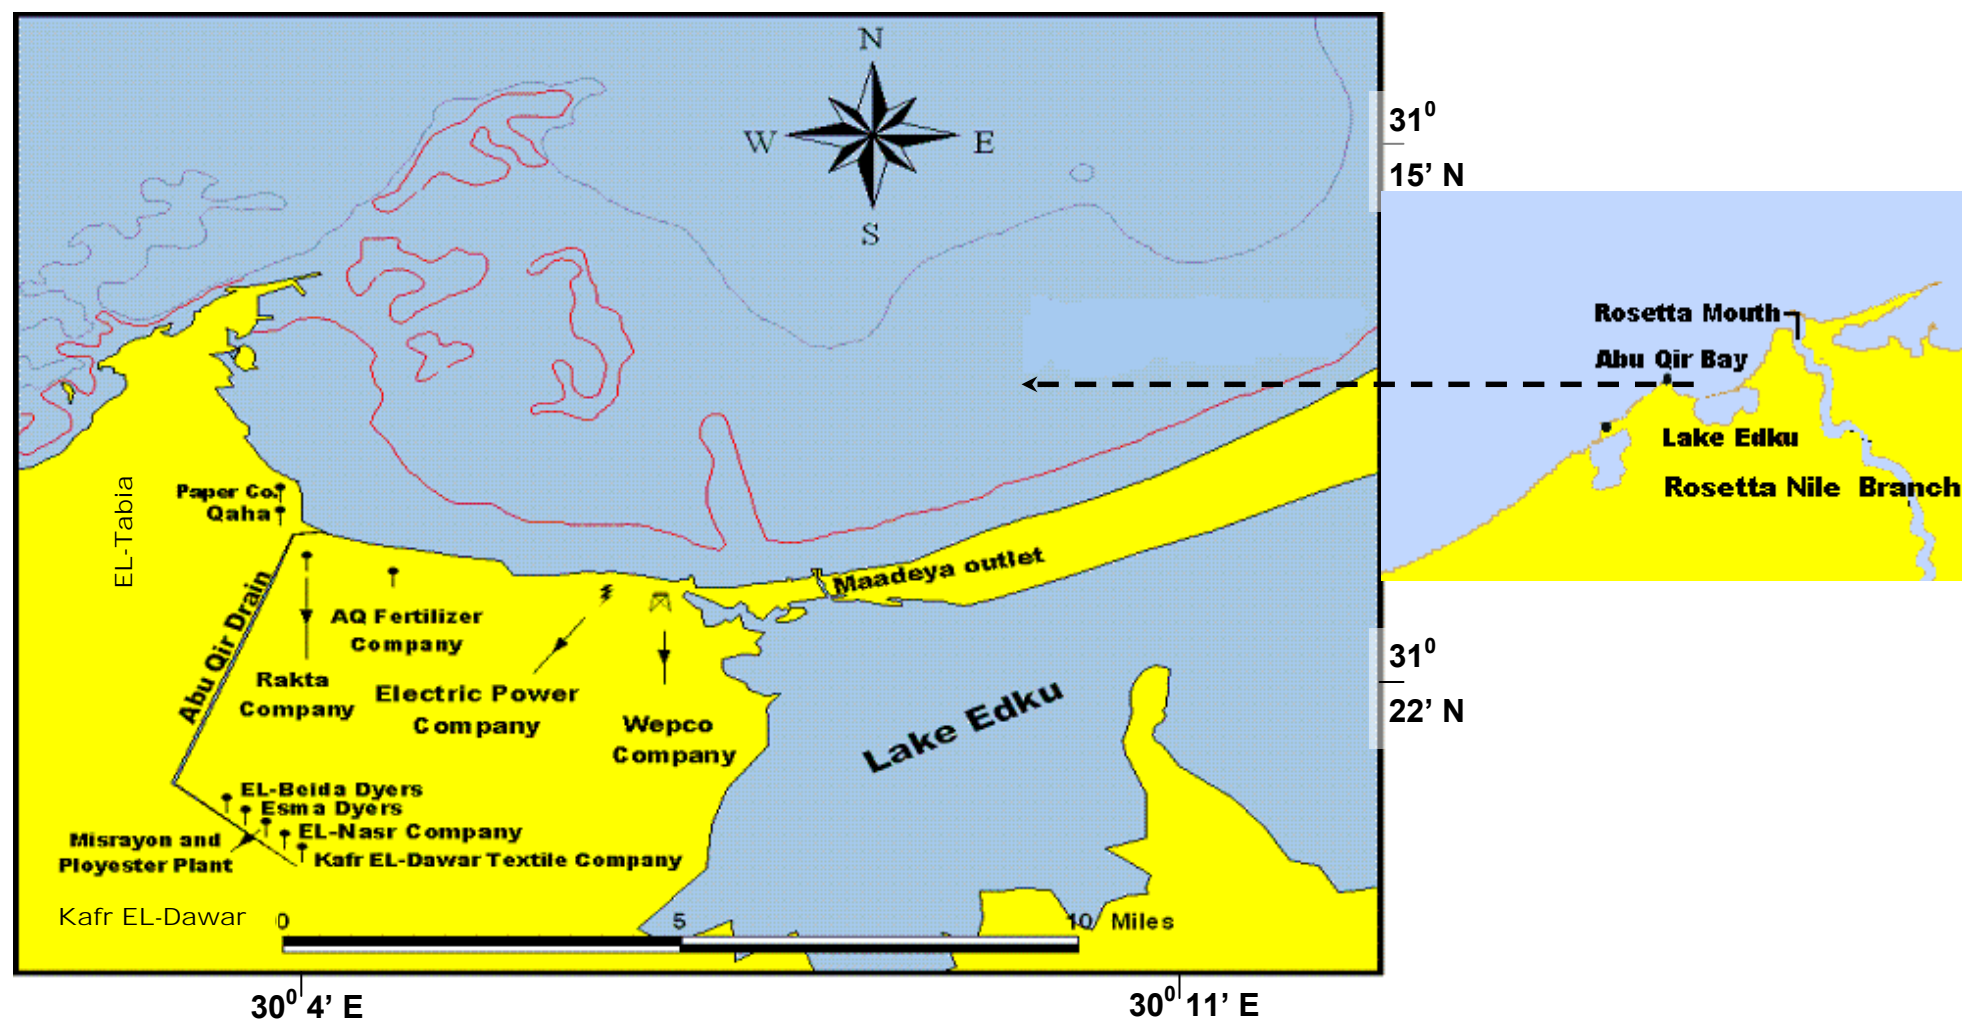 N
W E
S
31⁰
15’ N
Rosetta Mouth
Abu Qir Bay
Lake Edku
Rosetta Nile Branch
EL-Tabia
Paper Co.
Qaha
Maadeya outlet
Abu Qir Drain
AQ Fertilizer
Company
Rakta
Company
Electric Power
Company
Wepco
Company
Lake Edku
31⁰
22’ N
EL-Beida Dyers
Esma Dyers
EL-Nasr Company
Misrayon and
Ployester Plant
Kafr EL-Dawar Textile Company
Kafr EL-Dawar
0 5 10 Miles
30⁰ 4’ E
30⁰ 11’ E